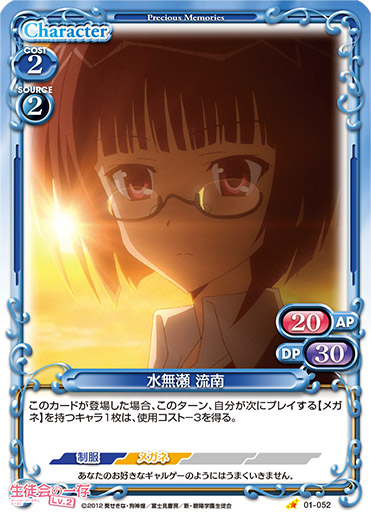 Precious Memories
Character
COST
2
SOURCE
2
20 AP
DP 30
水無瀬 流南
このカードが登場した場合、このターン、自分が次にプレイする【メガ
ネ】を持つキャラ1枚は、使用コスト−3を得る。
制服 メガネ
あなたのお好きなギャルゲーのようにはうまくいきません。
生徒会の一存
Lv.2
©2012 葵せきな・狗神煌／富士見書房／新・碧陽学園生徒会
01-052